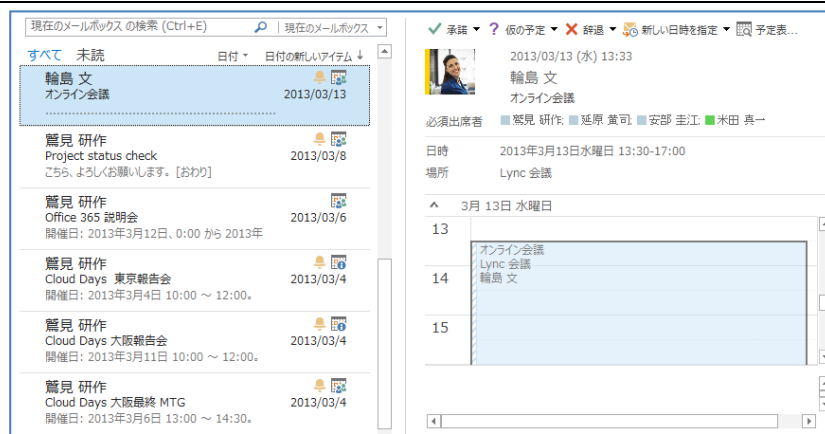 現在のメールボックス の検索 (Ctrl+E) 現在のメールボックス
すべて 未読 日付 日付の新しいアイテム ↓
輪島 文
オンライン会議 2013/03/13
鷲見 研作
Project status check 2013/03/8
こちら、よろしくお願いします。[おわり]
鷲見 研作
Office 365 説明会 2013/03/6
開催日: 2013年3月12日、0:00 から 2013年
鷲見 研作
Cloud Days 東京報告会 2013/03/4
開催日: 2013年3月4日 10:00 ～ 12:00。
鷲見 研作
Cloud Days 大阪報告会 2013/03/4
開催日: 2013年3月11日 10:00 ～ 12:00。
鷲見 研作
Cloud Days 大阪最終 MTG 2013/03/4
開催日: 2013年3月6日 13:00 ～ 14:30。
承諾 ? 仮の予定 辞退 新しい日時を指定 予定表...
2013/03/13 (水) 13:33
輪島 文
オンライン会議
必須出席者 鷲見 研作; 延原 黄司; 安部 圭江; 米田 真一
日時 2013年3月13日水曜日 13:30-17:00
場所 Lync 会議
3月 13日 水曜日
13
オンライン会議
Lync 会議
14 輪島 文
15